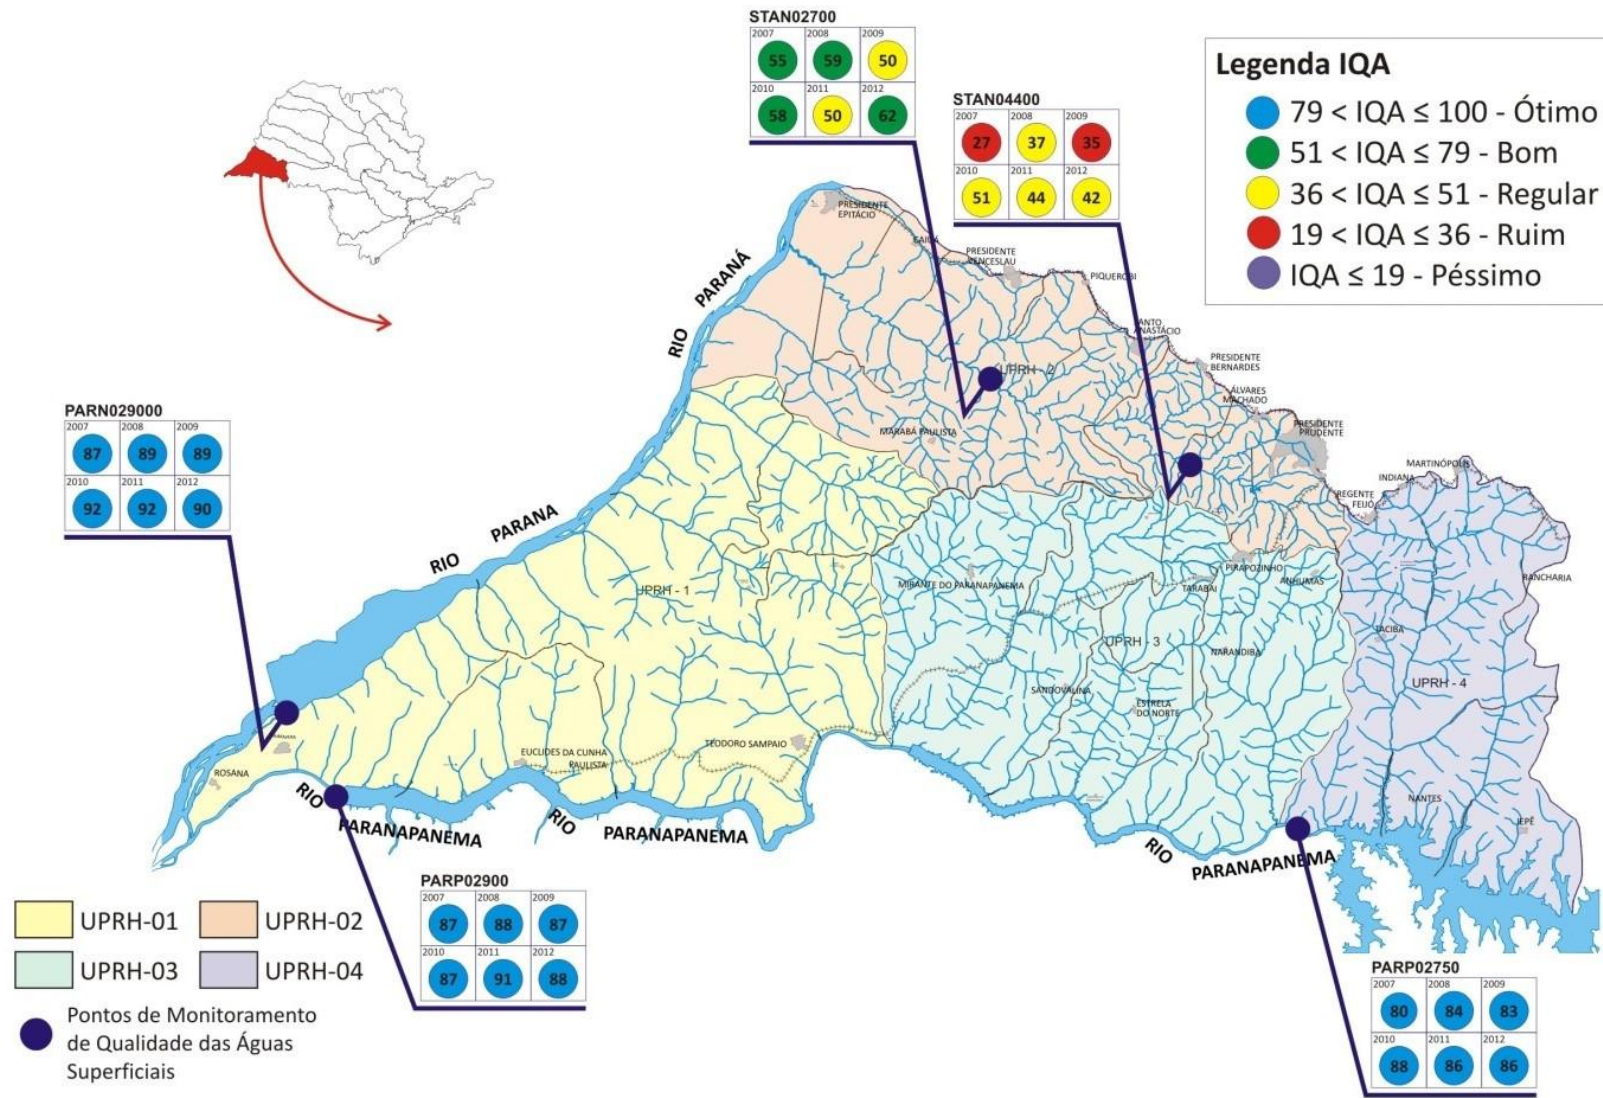 STAN02700
2007 2008 2009
55 59 50
2010 2011 2012
58 50 62
STAN04400
2007 2008 2009
27 37 35
2010 2011 2012
51 44 42
Legenda IQA
79 < IQA ≤ 100 - Ótimo
51 < IQA ≤ 79 - Bom
36 < IQA ≤ 51 - Regular
19 < IQA ≤ 36 - Ruim
IQA ≤ 19 - Péssimo
PRESIDENTE
EPITÁCIO
CAIUÁ
PRESIDENTE
VENCESLAU
PIQUEROBI
RIO PARANÁ
ANTO
ANASTÁCIO
PRESIDENTE
BERNARDES
UPRH - 2
ÁLVARES
MACHADO
PRESIDENTE
PRUDENTE
MARABÁ PAULISTA
PARN029000
2007 2008 2009
87 89 89
2010 2011 2012
92 92 90
MARTINÓPOLIS
INDIANA
REGENTE
FEIJÓ
RIO PARANA
PIRAPOZINHO
ANHUMAS
RANCHARIA
MIRANTE DO PARANAPANEMA
TARABAI
UPRH - 1
UPRH - 3
NARANDIBA
TACIBA
UPRH - 4
SANDOVALINA
ESTRELA
DO NORTE
TEODORO SAMPAIO
EUCLIDES DA CUNHA
PAULISTA
ROSANA
NANTES
IEPÊ
RIO PARANAPANEMA
RIO PARANAPANEMA
RIO PARANAPANEMA
PARP02900
2007 2008 2009
87 88 87
2010 2011 2012
87 91 88
PARP02750
2007 2008 2009
80 84 83
2010 2011 2012
88 86 86
UPRH-01 UPRH-02
UPRH-03 UPRH-04
Pontos de Monitoramento
de Qualidade das Águas
Superficiais